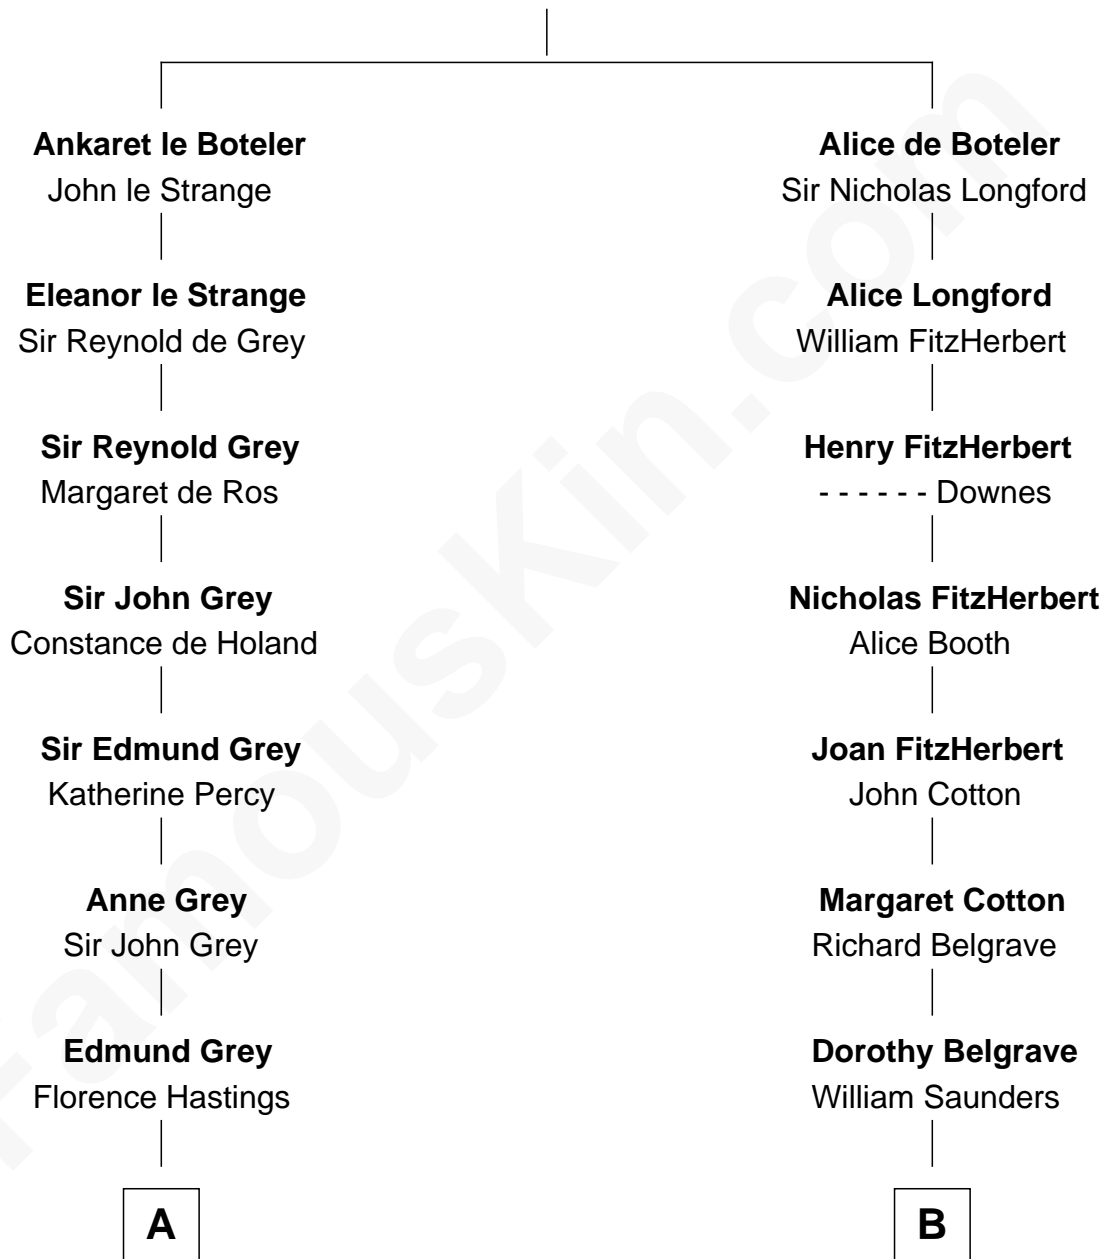 Ankaret le Boteler
John le Strange
Alice de Boteler
Sir Nicholas Longford
Eleanor le Strange
Sir Reynold de Grey
Alice Longford
William FitzHerbert
Sir Reynold Grey
Margaret de Ros
Henry FitzHerbert
- - - - - - Downes
Sir John Grey
Constance de Holand
Nicholas FitzHerbert
Alice Booth
Sir Edmund Grey
Katherine Percy
Joan FitzHerbert
John Cotton
Anne Grey
Sir John Grey
Margaret Cotton
Richard Belgrave
Edmund Grey
Florence Hastings
Dorothy Belgrave
William Saunders
A
B
FamousKin.com